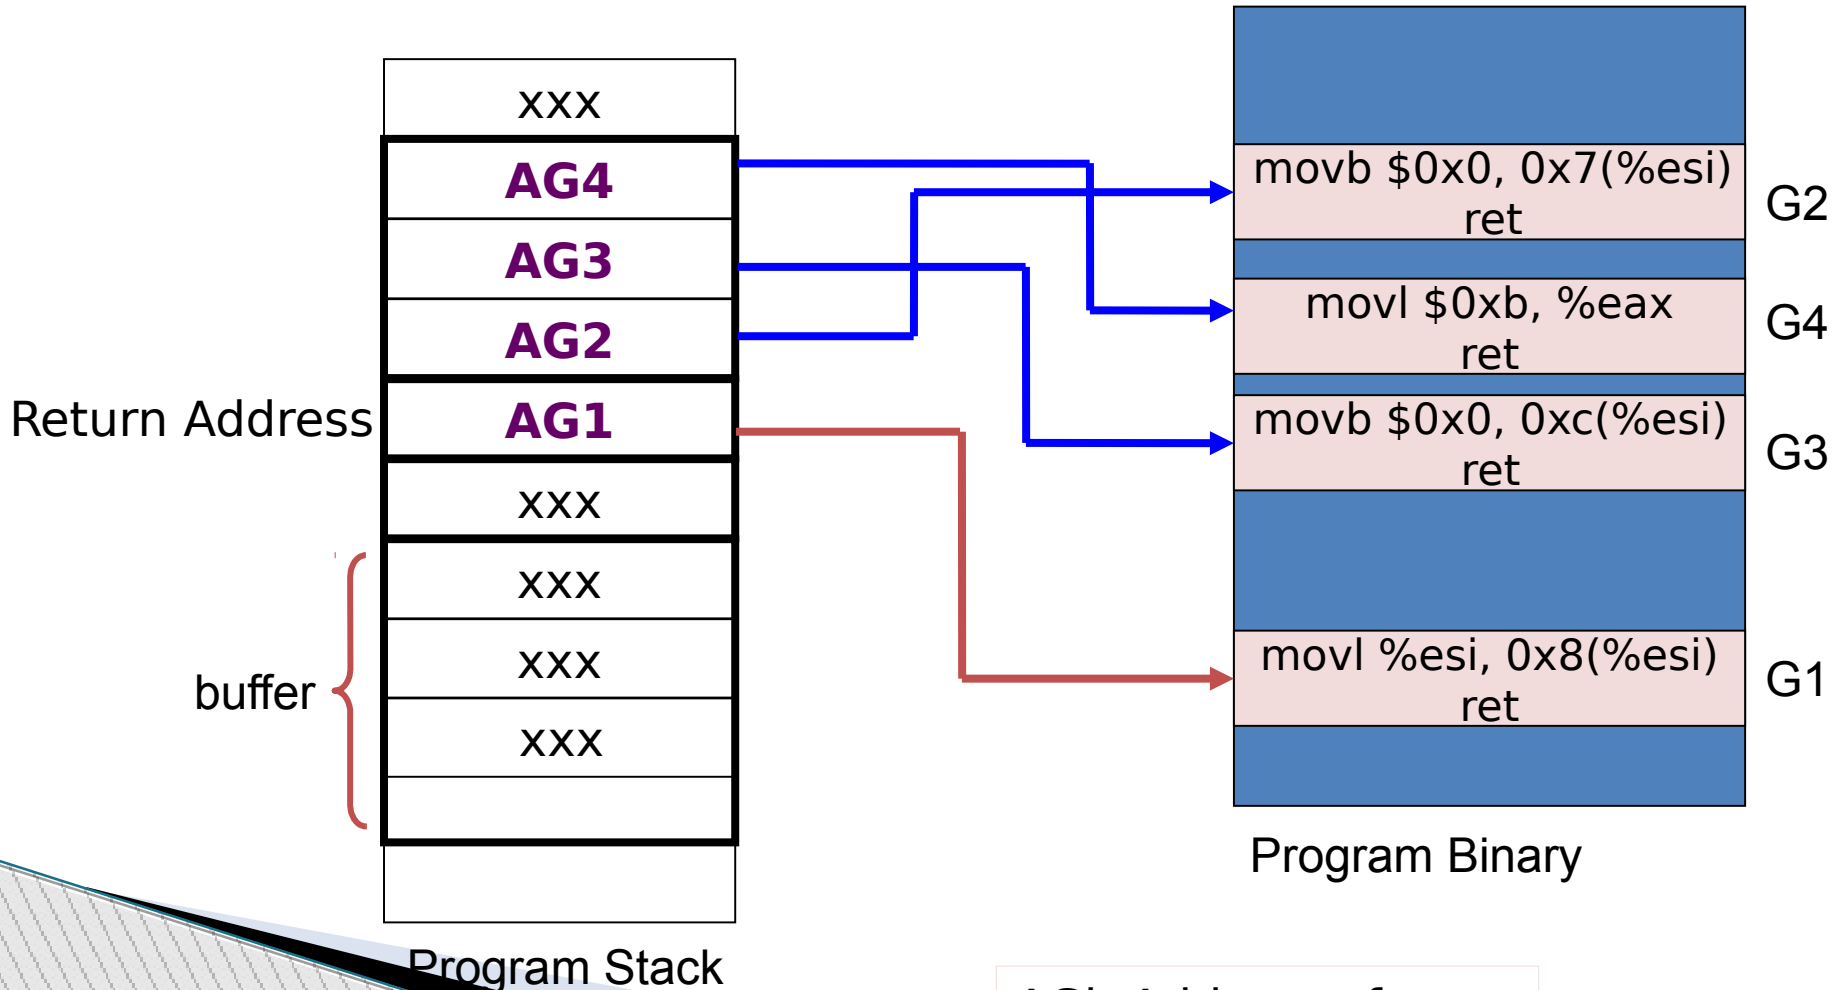 xxx
AG4
AG3
AG2
Return Address
AG1
xxx
xxx
buffer
xxx
xxx
Program Stack
movb $0x0, 0x7(%esi)
ret
G2
movl $0xb, %eax
ret
G4
movb $0x0, 0xc(%esi)
ret
G3
movl %esi, 0x8(%esi)
ret
G1
Program Binary